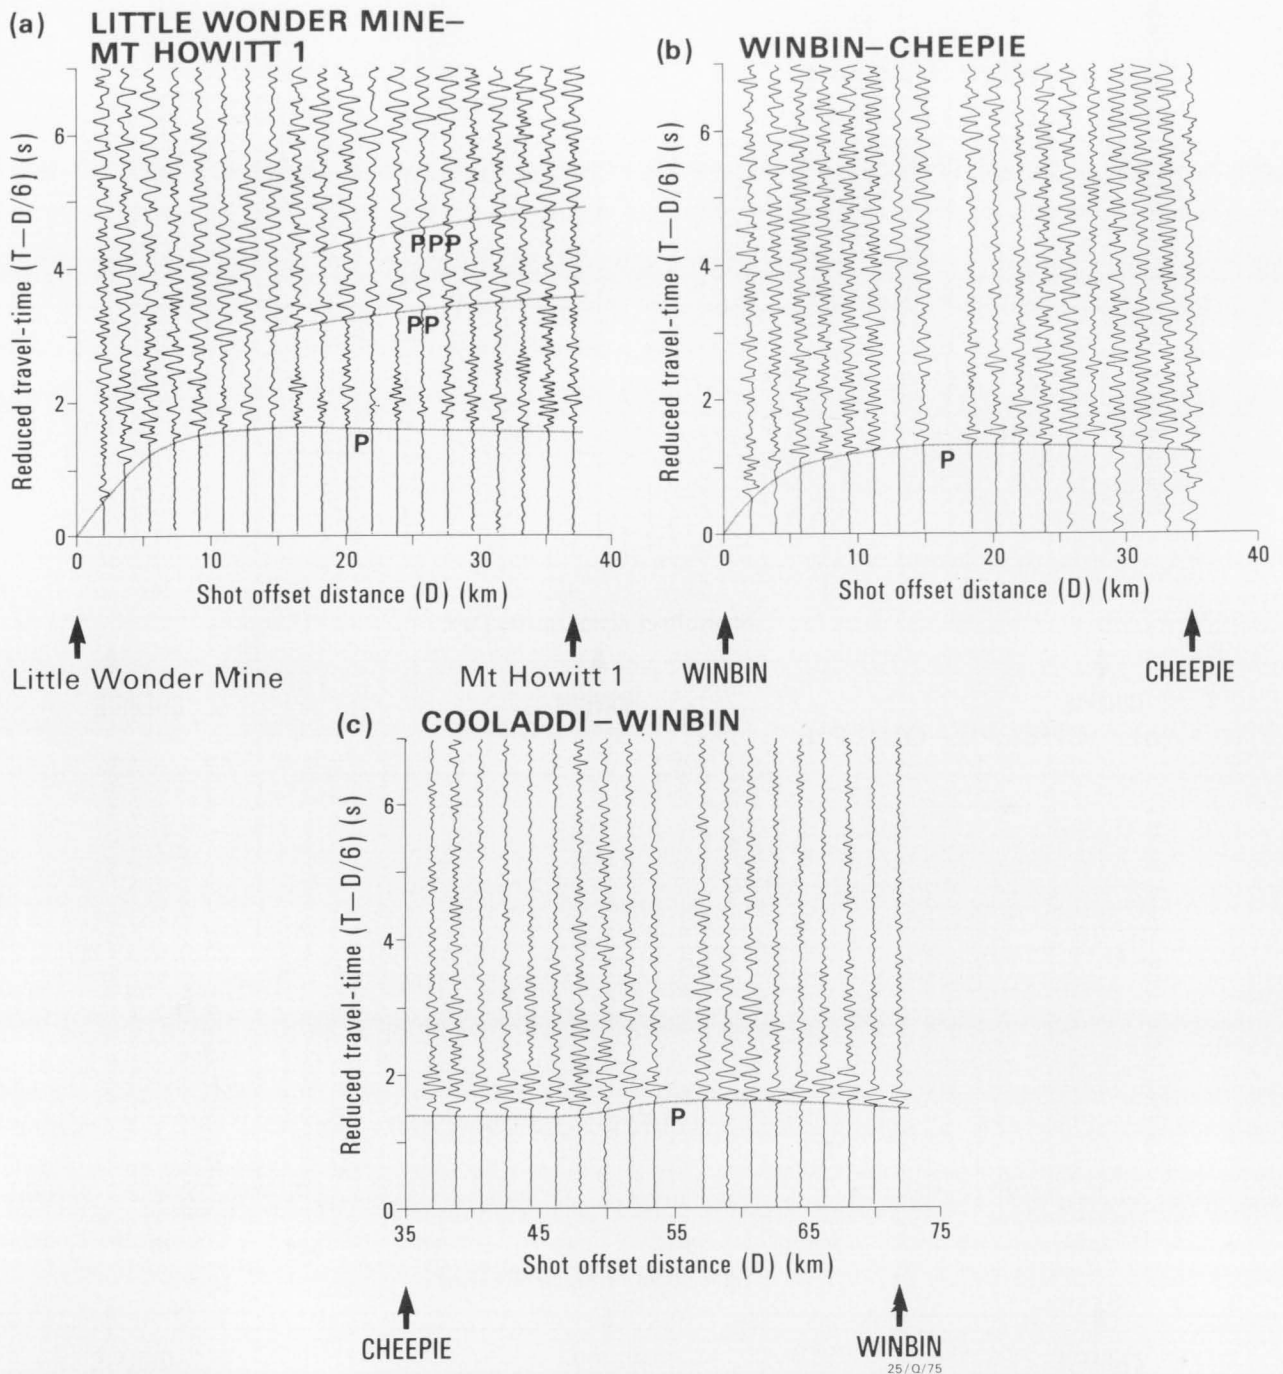 (a) LITTLE WONDER MINE–
MT HOWITT 1
Reduced travel-time (T—D/6) (s)
6
4
2
0
PPP
PP
P
0 10 20 30 40
Shot offset distance (D) (km)
Little Wonder Mine
Mt Howitt 1
(b) WINBIN–CHEEPIE
Reduced travel-time (T—D/6) (s)
6
4
2
0
P
0 10 20 30 40
Shot offset distance (D) (km)
WINBIN
CHEEPIE
(c) COOLADDI–WINBIN
Reduced travel-time (T—D/6) (s)
6
4
2
0
P
35 45 55 65 75
Shot offset distance (D) (km)
CHEEPIE
WINBIN
25/Q/75